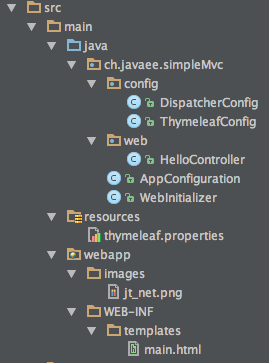 src
main
java
ch.javaee.simpleMvc
config
DispatcherConfig
ThymeleafConfig
web
HelloController
AppConfiguration
WebInitializer
resources
thymeleaf.properties
webapp
images
jt_net.png
WEB-INF
templates
main.html